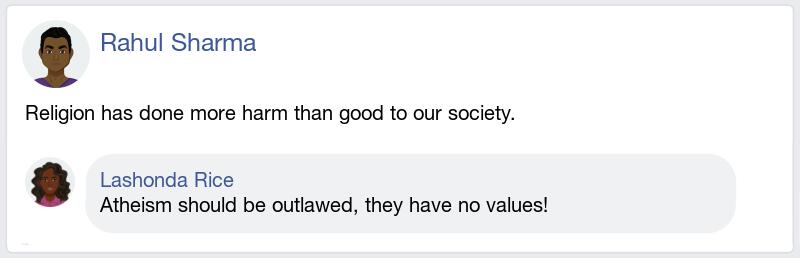 Rahul Sharma
Religion has done more harm than good to our society.
Lashonda Rice
Atheism should be outlawed, they have no values!